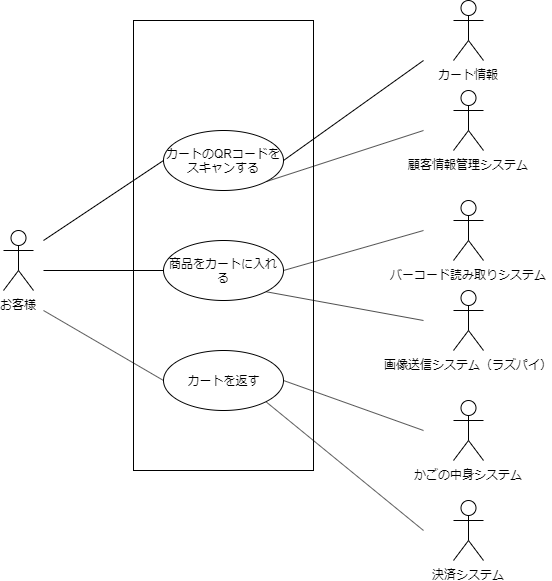 カート情報
カートのQRコードを
スキャンする
顧客情報管理システム
商品をカートに入れ
る
バーコード読み取りシステム
お客様
画像送信システム（ラズパイ）
カートを返す
かごの中身システム
決済システム